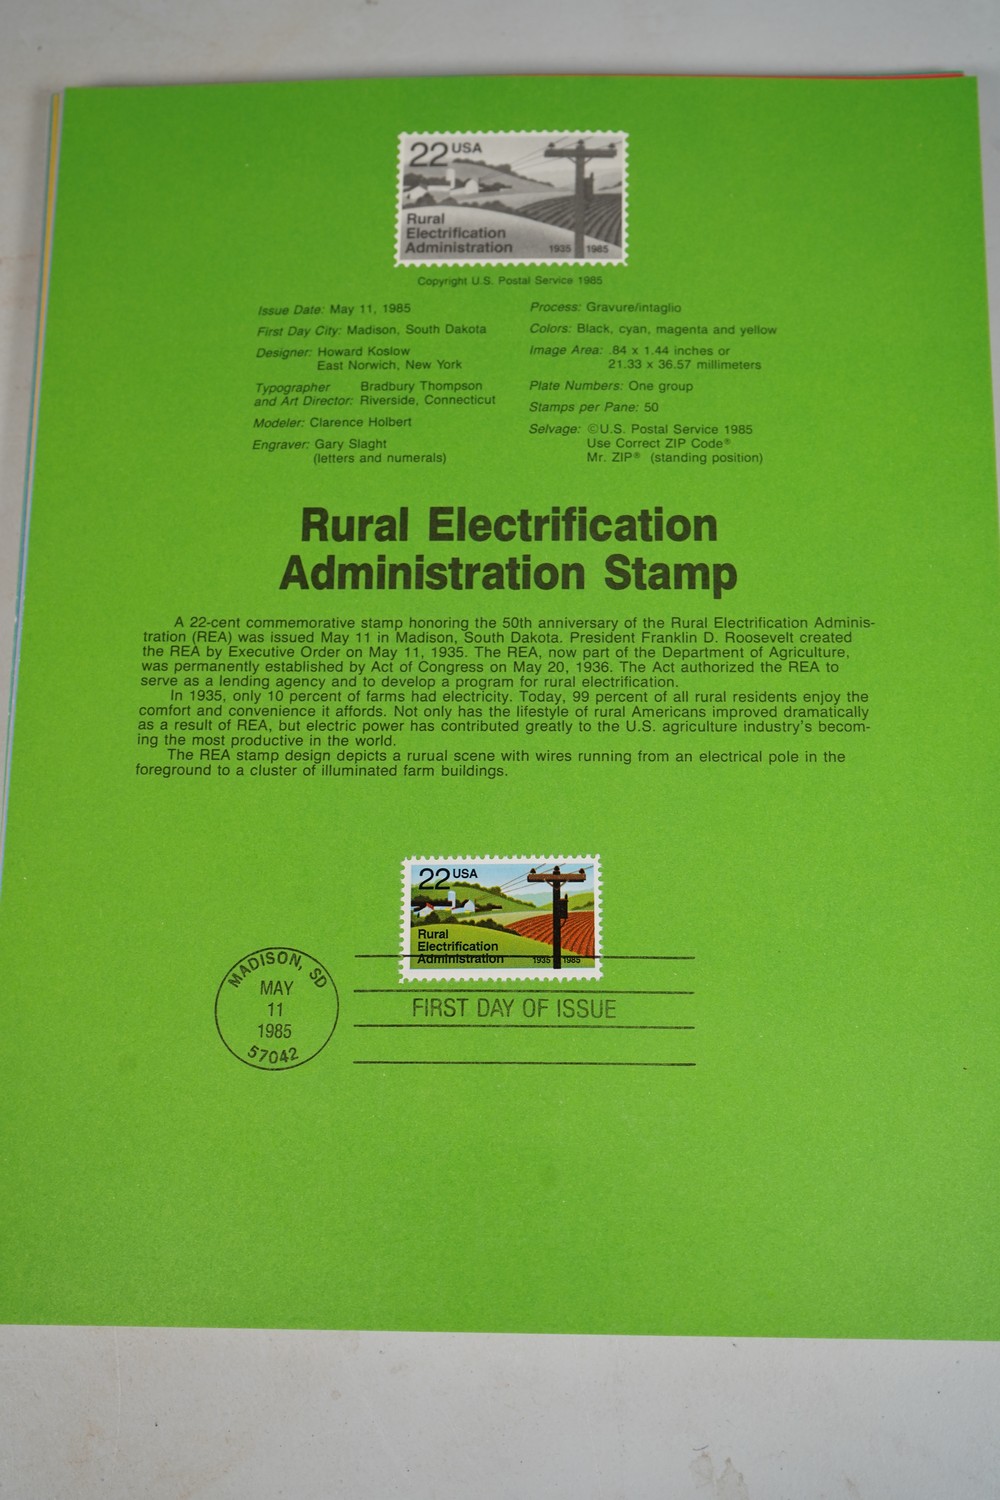 22 USA
Rural
Electrification
Administration
1935 1985
Copyright U.S. Postal Service 1985
Issue Date: May 11, 1985
First Day City: Madison, South Dakota
Designer: Howard Koslow
East Norwich, New York
Typographer Bradbury Thompson
and Art Director: Riverside, Connecticut
Modeler: Clarence Holbert
Engraver: Gary Slaght
(letters and numerals)
Process: Gravure/intaglio
Colors: Black, cyan, magenta and yellow
Image Area: .84 x 1.44 inches or
21.33 x 36.57 millimeters
Plate Numbers: One group
Stamps per Pane: 50
Selvage: ©U.S. Postal Service 1985
Use Correct ZIP Code®
Mr. ZIP® (standing position)
Rural Electrification
Administration Stamp
A 22-cent commemorative stamp honoring the 50th anniversary of the Rural Electrification Adminis-
tration (REA) was issued May 11 in Madison, South Dakota. President Franklin D. Roosevelt created
the REA by Executive Order on May 11, 1935. The REA, now part of the Department of Agriculture,
was permanently established by Act of Congress on May 20, 1936. The Act authorized the REA to
serve as a lending agency and to develop a program for rural electrification.
In 1935, only 10 percent of farms had electricity. Today, 99 percent of all rural residents enjoy the
comfort and convenience it affords. Not only has the lifestyle of rural Americans improved dramatically
as a result of REA, but electric power has contributed greatly to the U.S. agriculture industry's becom-
ing the most productive in the world.
The REA stamp design depicts a rurual scene with wires running from an electrical pole in the
foreground to a cluster of illuminated farm buildings.
22 USA
Rural
Electrification
Administration
1935 1985
MADISON, SD
MAY
11
1985
57042
FIRST DAY OF ISSUE